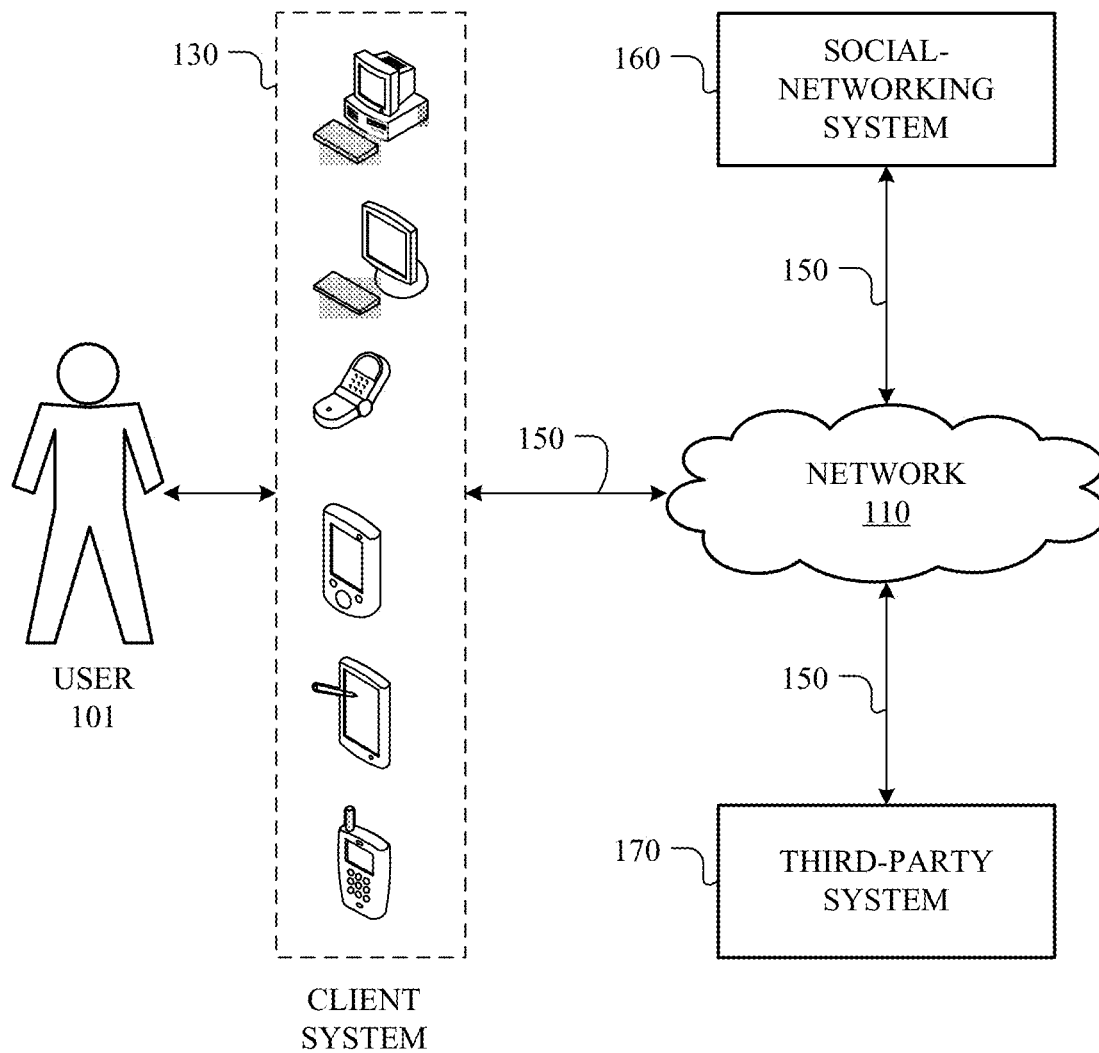 130
160
SOCIAL-
NETWORKING
SYSTEM
150
150
NETWORK
110
USER
101
150
170
THIRD-PARTY
SYSTEM
CLIENT
SYSTEM